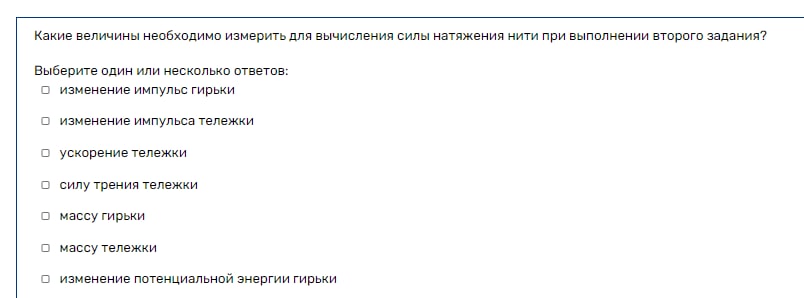 Какие величины необходимо измерить для вычисления силы натяжения нити при выполнении второго задания?
Выберите один или несколько ответов:
изменение импульс гирьки
изменение импульса тележки
ускорение тележки
силу трения тележки
массу гирьки
массу тележки
изменение потенциальной энергии гирьки